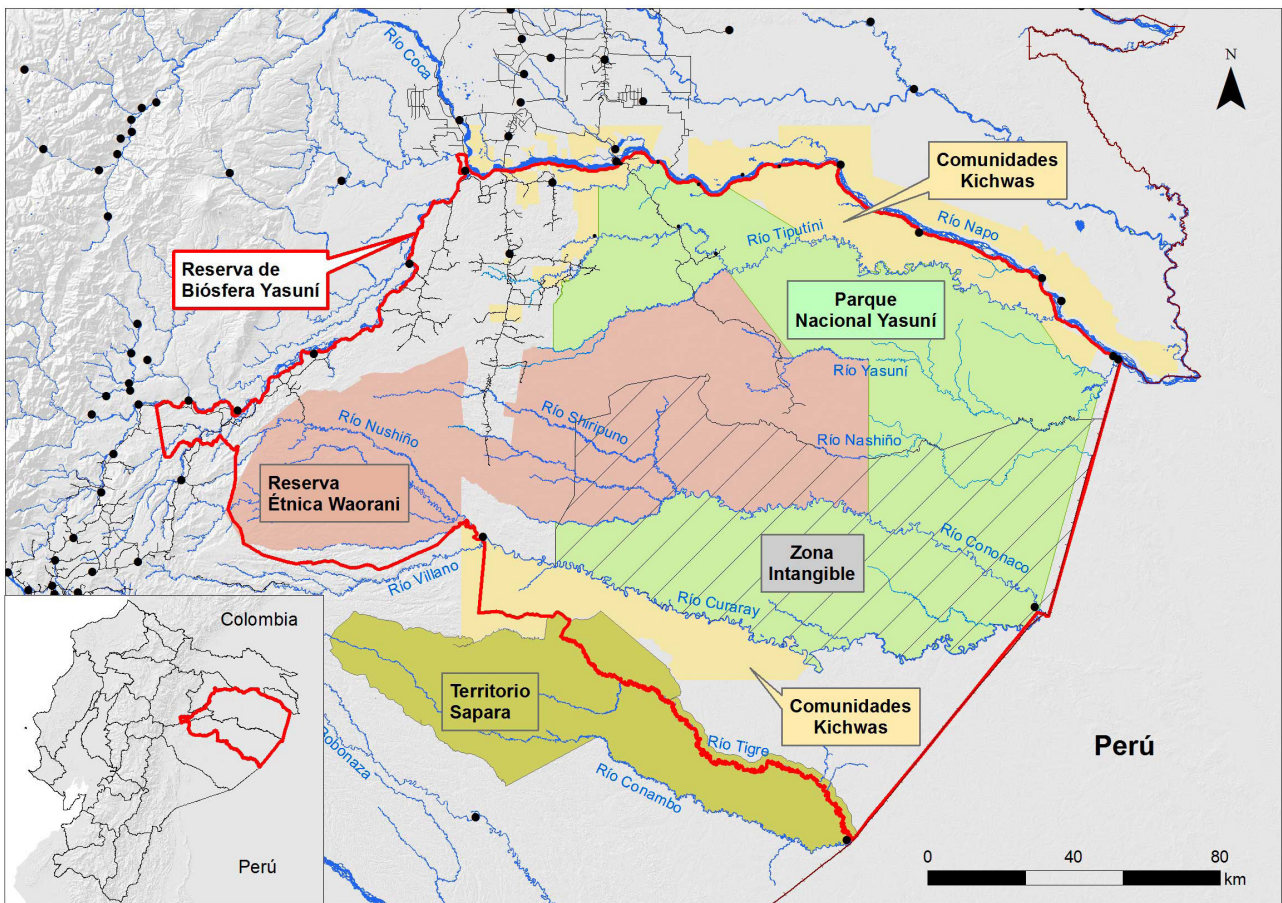 Río Coca
N
Comunidades
Kichwas
Río Napo
Río Tiputíni
Reserva de
Biósfera Yasuní
Parque
Nacional Yasuní
Río Yasuní
Río Shiripuno
Río Nushiño
Río Nashiño
Reserva
Étnica Waorani
Río Cononaco
Zona
Intangible
Río Villano
Río Curaray
Colombia
Territorio
Sapara
Comunidades
Kichwas
Río Tigre
Perú
Bobonaza
Río Conambo
Perú
0 40 80
km